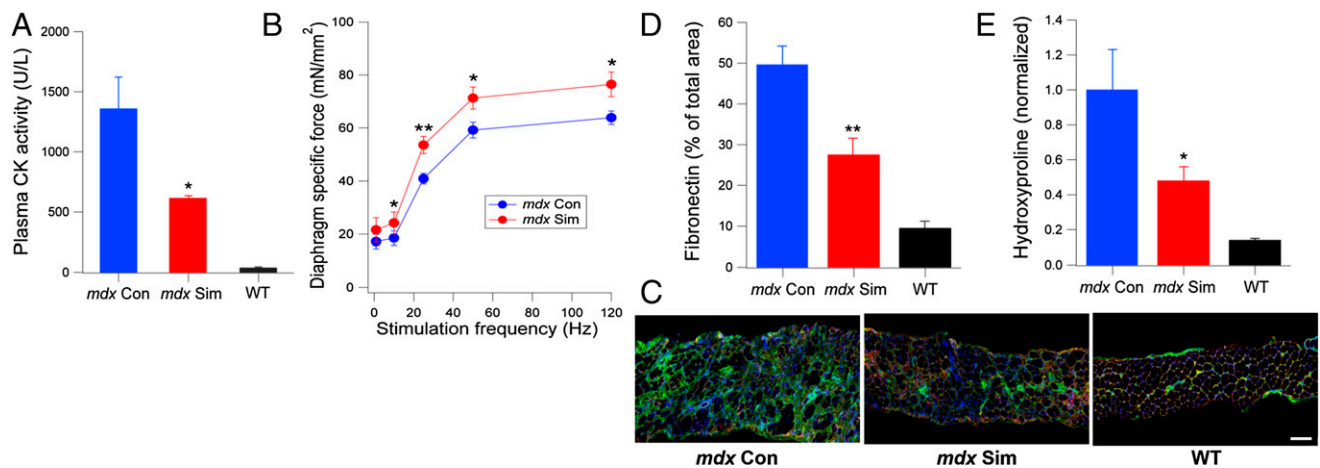 A
Plasma CK activity (U/L)
2000
1500
1000
500
0
*
mdx Con
mdx Sim
WT
B
Diaphragm specific force (mN/mm²)
100
80
60
40
20
0
*
**
*
*
mdx Con
mdx Sim
0
20
40
60
80
100
120
Stimulation frequency (Hz)
D
Fibronectin (% of total area)
60
50
40
30
20
10
0
**
mdx Con
mdx Sim
WT
E
Hydroxyproline (normalized)
1.4
1.2
1.0
0.8
0.6
0.4
0.2
0.0
*
mdx Con
mdx Sim
WT
C
mdx Con
mdx Sim
WT